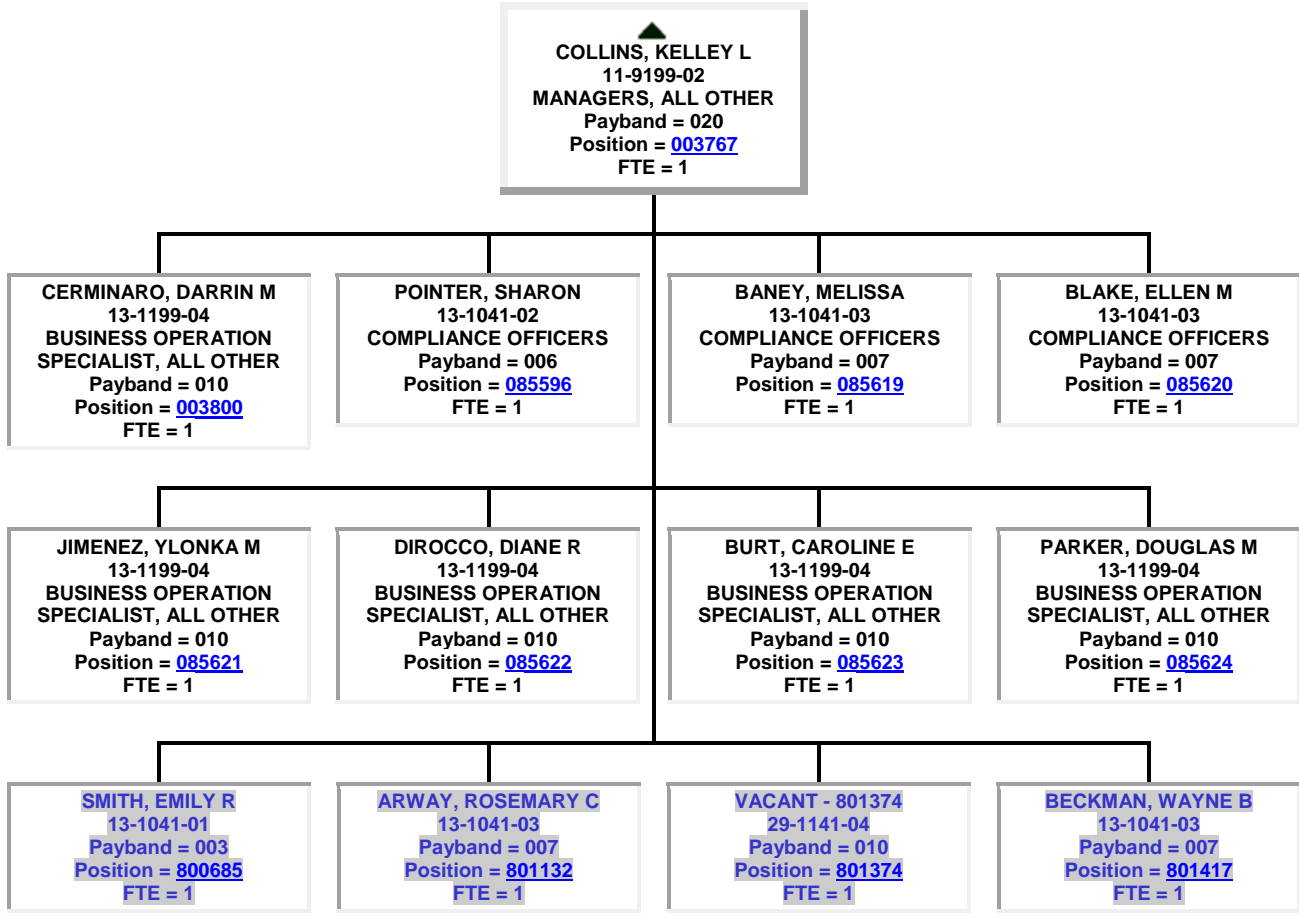 COLLINS, KELLEY L
11-9199-02
MANAGERS, ALL OTHER
Payband = 020
Position = 003767
FTE = 1
CERMINARO, DARRIN M
13-1199-04
BUSINESS OPERATION
SPECIALIST, ALL OTHER
Payband = 010
Position = 003800
FTE = 1
POINTER, SHARON
13-1041-02
COMPLIANCE OFFICERS
Payband = 006
Position = 085596
FTE = 1
BANEY, MELISSA
13-1041-03
COMPLIANCE OFFICERS
Payband = 007
Position = 085619
FTE = 1
BLAKE, ELLEN M
13-1041-03
COMPLIANCE OFFICERS
Payband = 007
Position = 085620
FTE = 1
JIMENEZ, YLONKA M
13-1199-04
BUSINESS OPERATION
SPECIALIST, ALL OTHER
Payband = 010
Position = 085621
FTE = 1
DIROCCO, DIANE R
13-1199-04
BUSINESS OPERATION
SPECIALIST, ALL OTHER
Payband = 010
Position = 085622
FTE = 1
BURT, CAROLINE E
13-1199-04
BUSINESS OPERATION
SPECIALIST, ALL OTHER
Payband = 010
Position = 085623
FTE = 1
PARKER, DOUGLAS M
13-1199-04
BUSINESS OPERATION
SPECIALIST, ALL OTHER
Payband = 010
Position = 085624
FTE = 1
SMITH, EMILY R
13-1041-01
Payband = 003
Position = 800685
FTE = 1
ARWAY, ROSEMARY C
13-1041-03
Payband = 007
Position = 801132
FTE = 1
VACANT - 801374
29-1141-04
Payband = 010
Position = 801374
FTE = 1
BECKMAN, WAYNE B
13-1041-03
Payband = 007
Position = 801417
FTE = 1